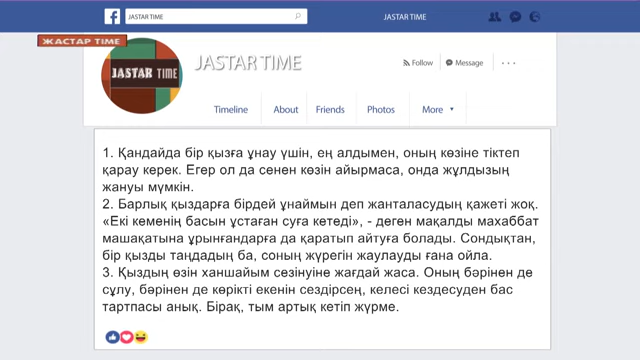 JASTAR TIME
JASTAR TIME
ЖАСТАР TIME
JASTAR TIME
JASTAR TIME
Follow
Message
Timeline
About
Friends
Photos
More
1. Қандайда бір қызға ұнау үшін, ең алдымен, оның көзіне тіктеп
қарау керек. Егер ол да сенен көзін айырмаса, онда жұлдызың
жануы мүмкін.
2. Барлық қыздарға бірдей ұнаймын деп жанталасудың қажеті жоқ.
«Екі кеменің басын ұстаған суға кетеді», - деген мақалды махаббат
машақатына ұрынғандарға да қаратып айтуға болады. Сондықтан,
бір қызды таңдадың ба, соның жүрегін жаулауды ғана ойла.
3. Қыздың өзін ханшайым сезінуіне жағдай жаса. Оның бәрінен де
сұлу, бәрінен де көрікті екенін сездірсең, келесі кездесуден бас
тартпасы анық. Бірақ, тым артық кетіп жүрме.